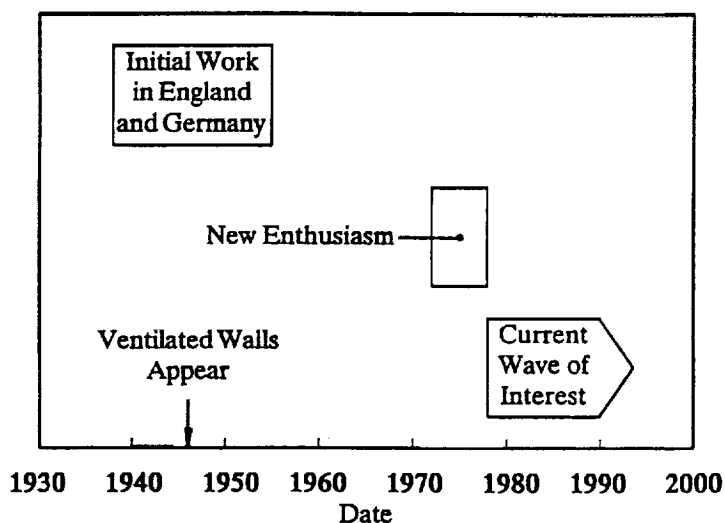 Initial Work
in England
and Germany
New Enthusiasm
Ventilated Walls
Appear
Current
Wave of
Interest
1930 1940 1950 1960 1970 1980 1990 2000
Date